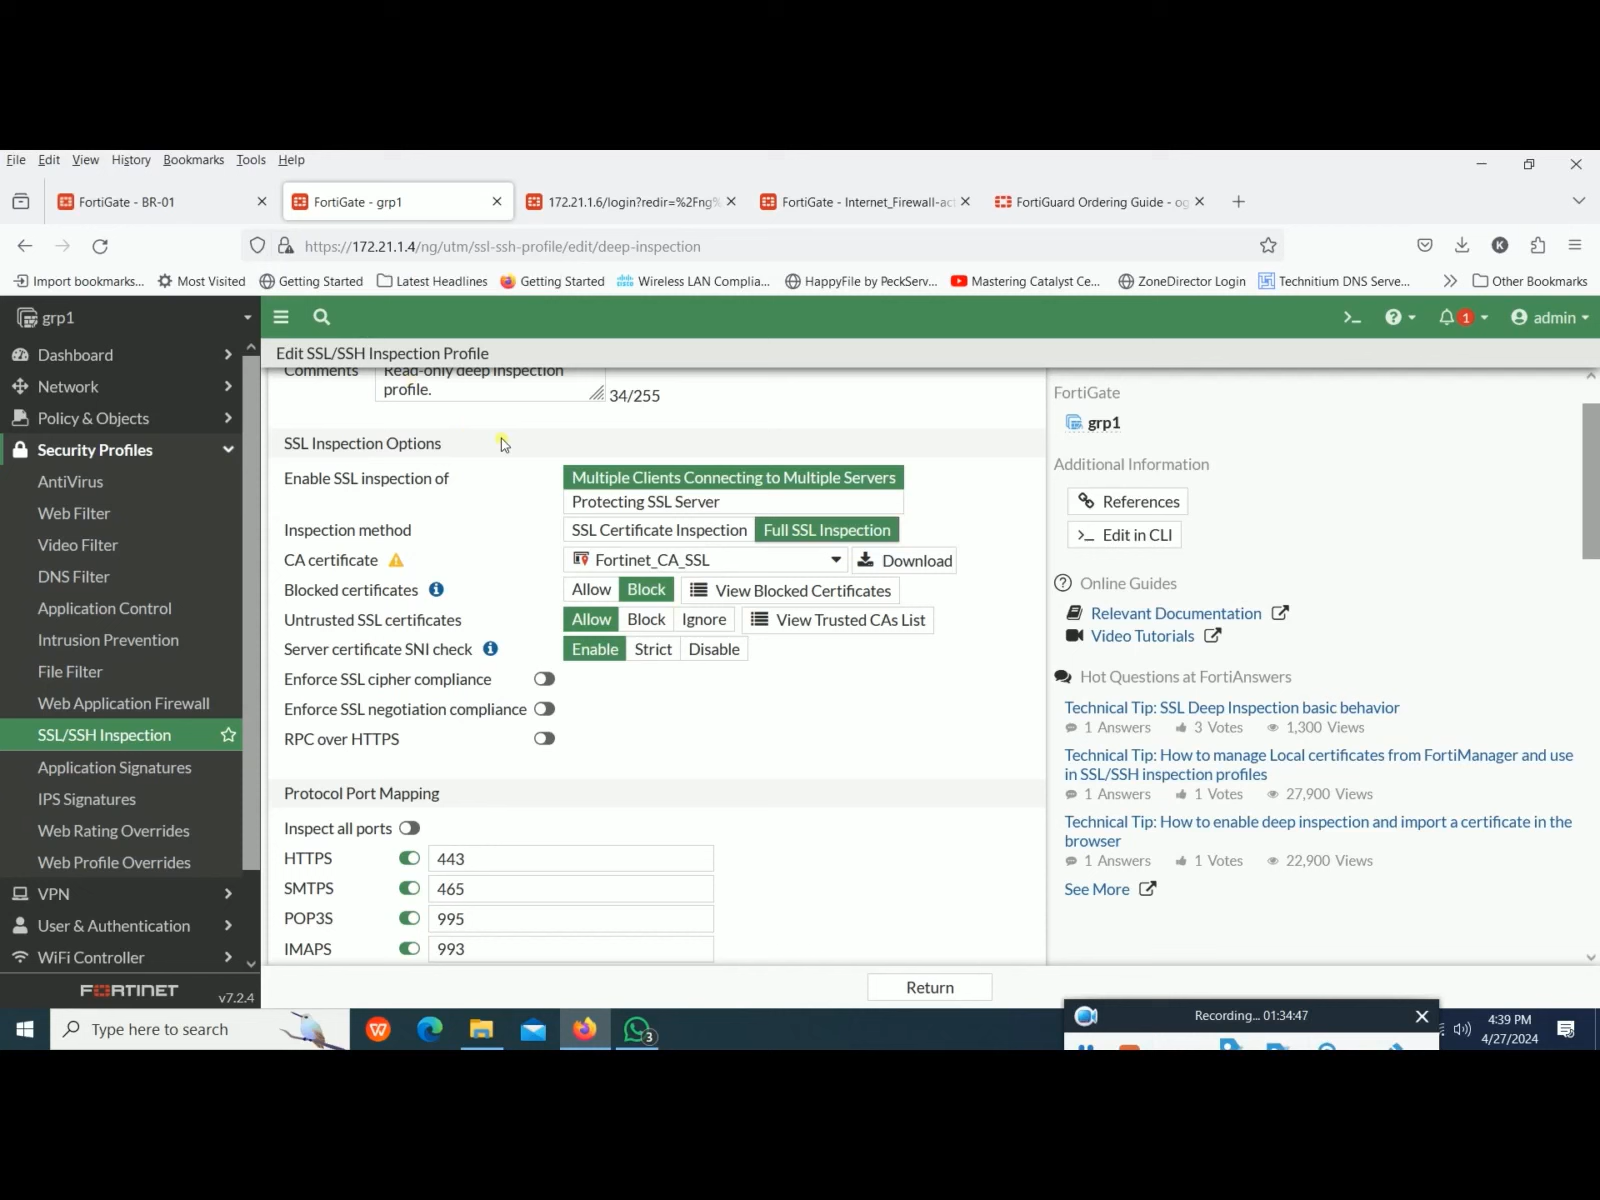 File Edit View History Bookmarks Tools Help
FortiGate - BR-01
FortiGate - grp1
172.21.1.6/login?redir=%2Fng%
FortiGate - Internet_Firewall-ac
FortiGuard Ordering Guide - og
https://172.21.1.4/ng/utm/ssl-ssh-profile/edit/deep-inspection
K
Import bookmarks...
Most Visited
Getting Started
Latest Headlines
Getting Started
Wireless LAN Complia...
HappyFile by PeckServ...
Mastering Catalyst Ce...
ZoneDirector Login
Technitium DNS Serve...
Other Bookmarks
grp1
1
admin
Dashboard
Network
Policy & Objects
Security Profiles
AntiVirus
Web Filter
Video Filter
DNS Filter
Application Control
Intrusion Prevention
File Filter
Web Application Firewall
SSL/SSH Inspection
Application Signatures
IPS Signatures
Web Rating Overrides
Web Profile Overrides
VPN
User & Authentication
WiFi Controller
FORTINET
v7.2.4
Edit SSL/SSH Inspection Profile
Comments
Read-only deep inspection
profile.
34/255
SSL Inspection Options
Enable SSL inspection of
Multiple Clients Connecting to Multiple Servers
Protecting SSL Server
Inspection method
SSL Certificate Inspection Full SSL Inspection
CA certificate
Fortinet_CA_SSL
Download
Blocked certificates
Allow Block View Blocked Certificates
Untrusted SSL certificates
Allow Block Ignore View Trusted CAs List
Server certificate SNI check
Enable Strict Disable
Enforce SSL cipher compliance
Enforce SSL negotiation compliance
RPC over HTTPS
Protocol Port Mapping
Inspect all ports
HTTPS 443
SMTPS 465
POP3S 995
IMAPS 993
Return
FortiGate
grp1
Additional Information
References
Edit in CLI
Online Guides
Relevant Documentation
Video Tutorials
Hot Questions at FortiAnswers
Technical Tip: SSL Deep Inspection basic behavior
1 Answers 3 Votes 1,300 Views
Technical Tip: How to manage Local certificates from FortiManager and use
in SSL/SSH inspection profiles
1 Answers 1 Votes 27,900 Views
Technical Tip: How to enable deep inspection and import a certificate in the
browser
1 Answers 1 Votes 22,900 Views
See More
Type here to search
3
Recording... 01:34:47
4:39 PM
4/27/2024